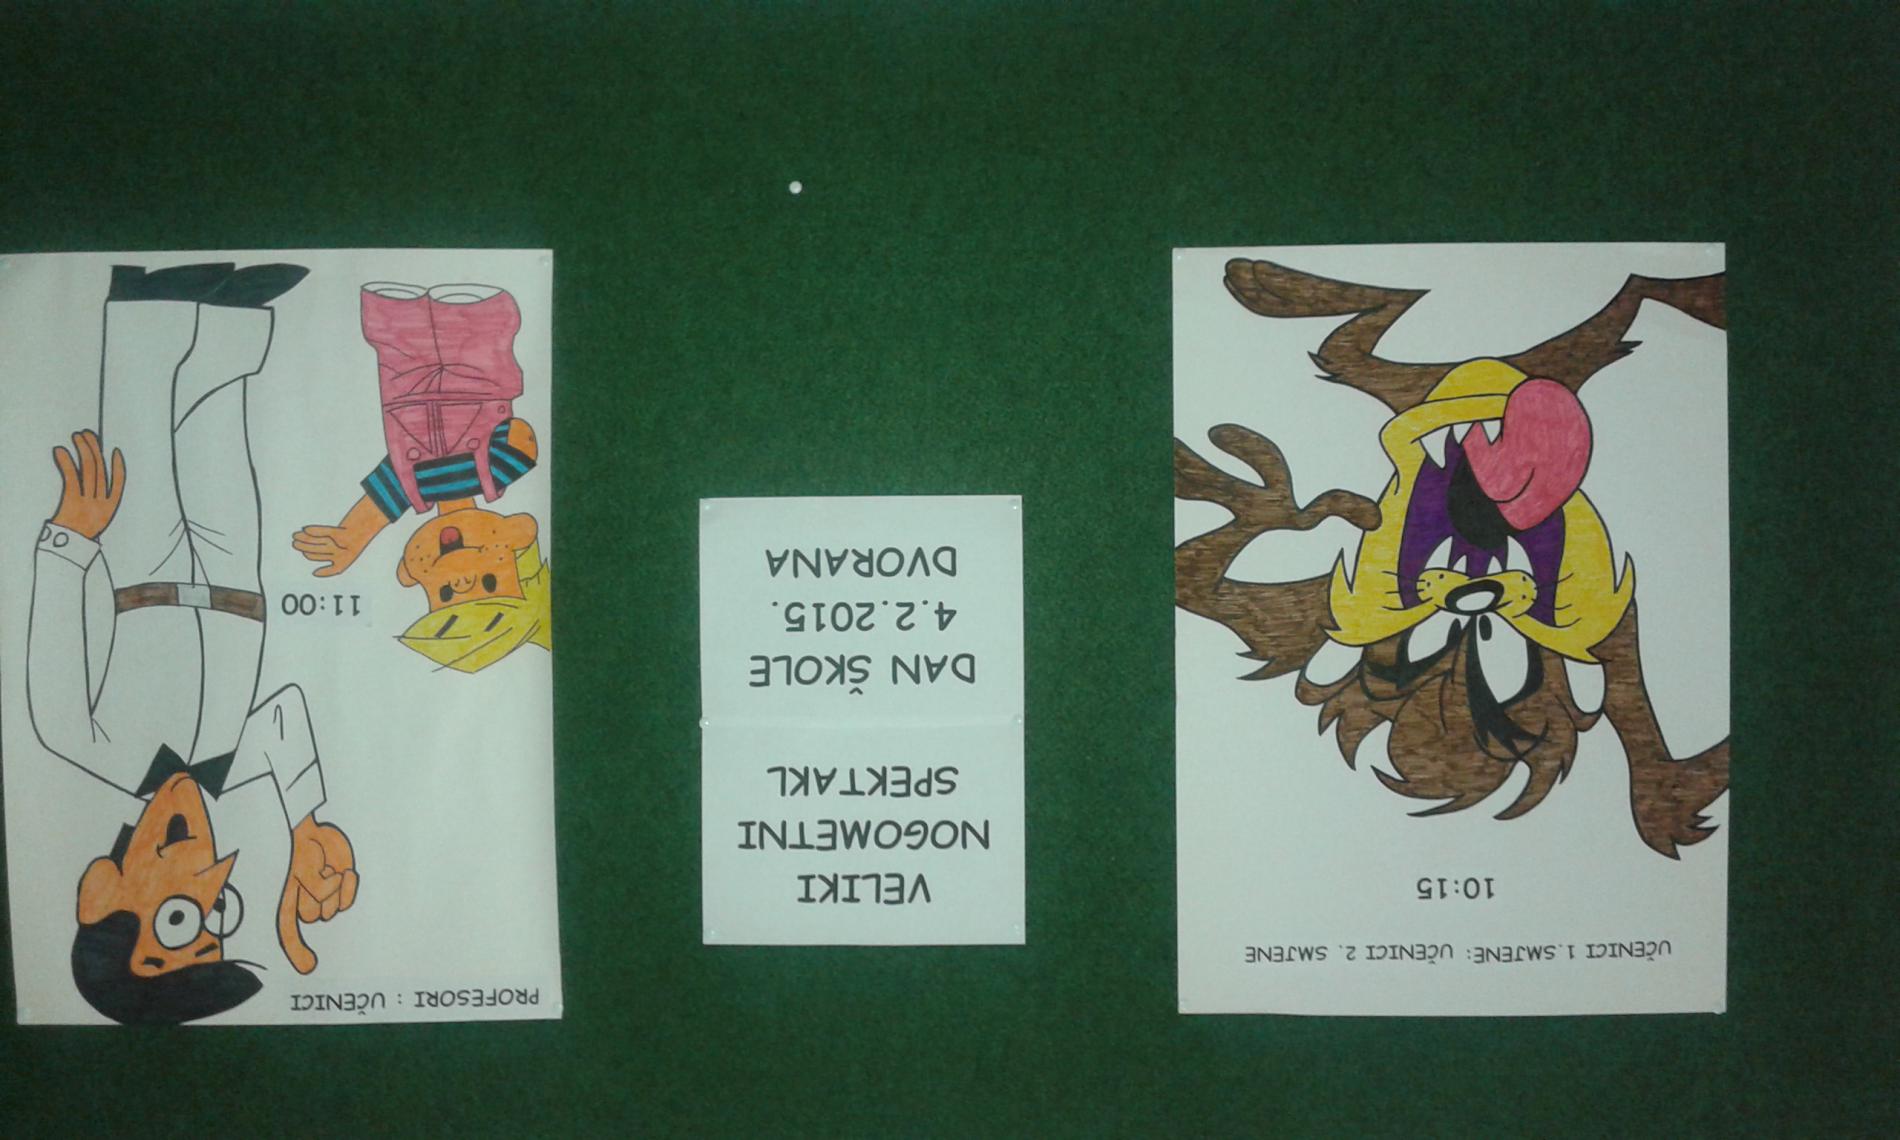 UČENICI 1.SMJENE: UČENICI 2. SMJENE
10:15
VELIKI
NOGOMETNI
SPEKTAKL
DAN ŠKOLE
4.2.2015.
DVORANA
PROFESORI : UČENICI
11:00